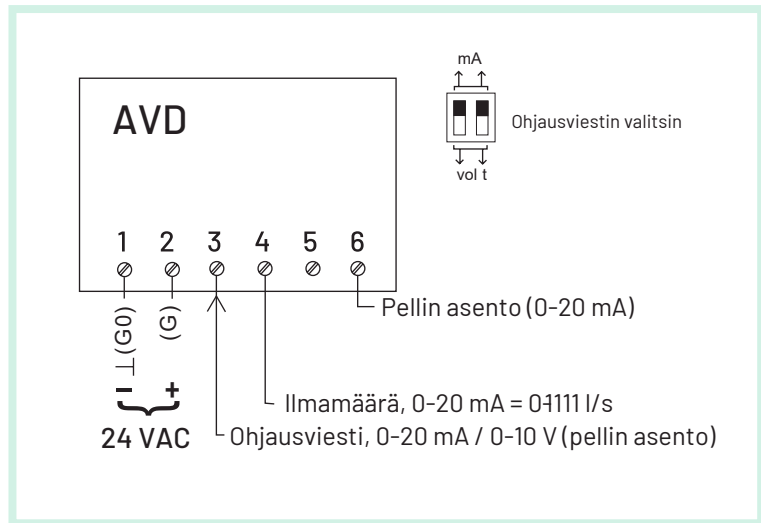 mA
AVD
Ohjausviestin valitsin
vol t
1 2 3 4 5 6
⊥(G0)
(G)
Pellin asento (0-20 mA)
− +
Ilmamäärä, 0-20 mA = 0-1111 l/s
24 VAC
Ohjausviesti, 0-20 mA / 0-10 V (pellin asento)